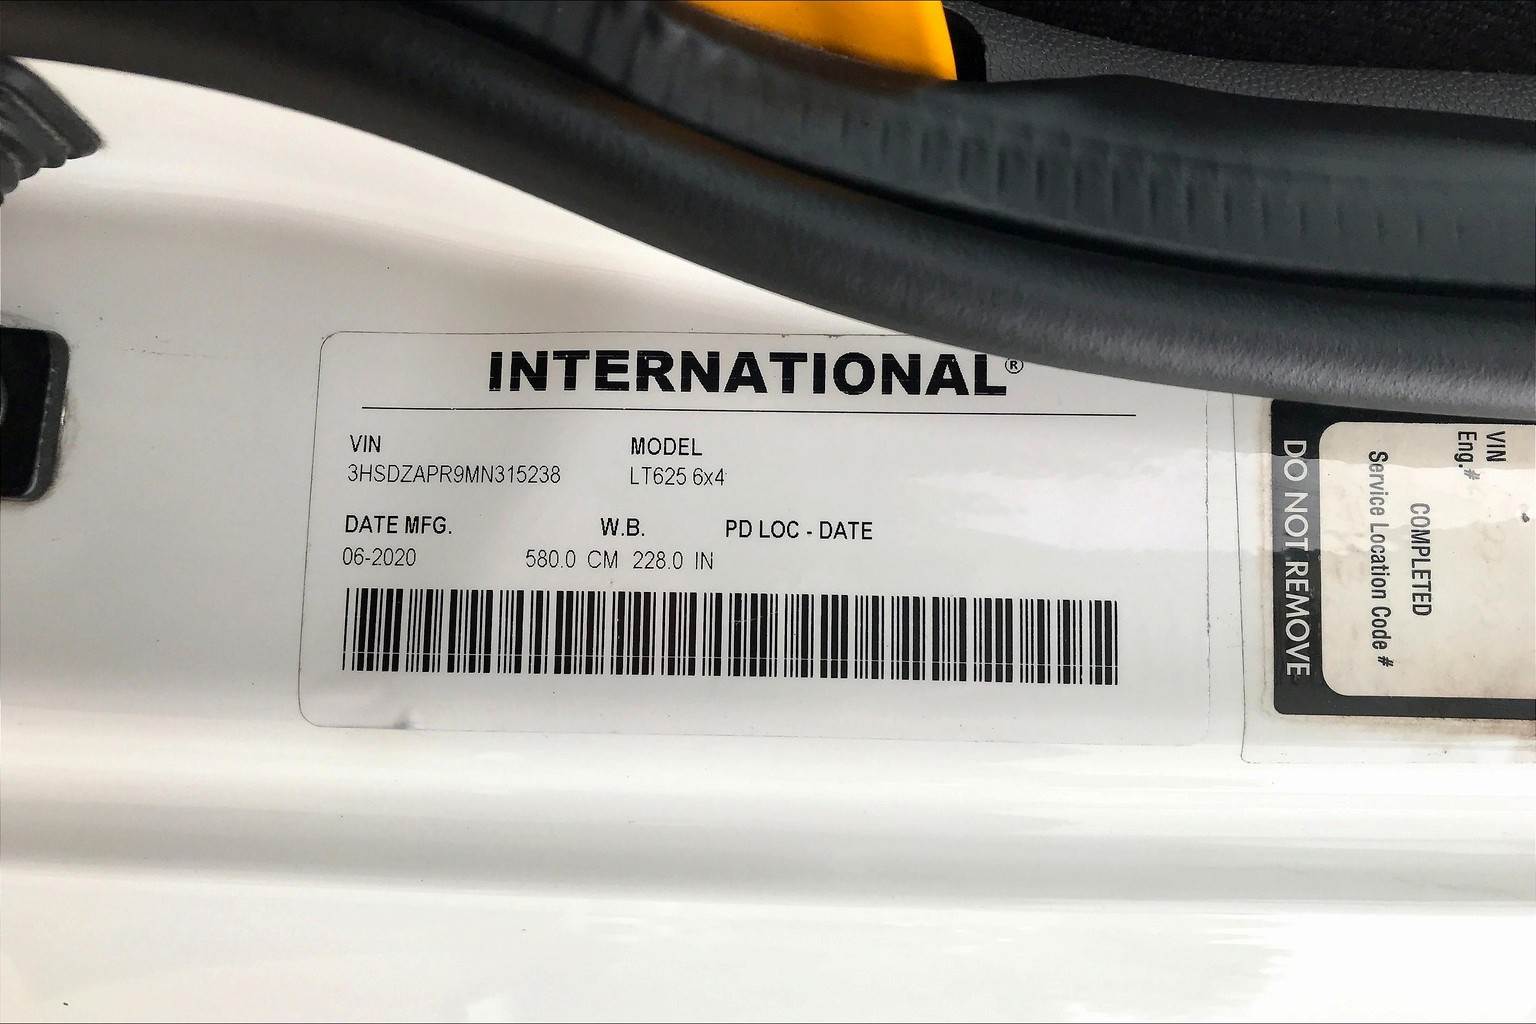 INTERNATIONAL®
VIN MODEL
3HSDZAPR9MN315238 LT625 6x4
DATE MFG. W.B. PD LOC - DATE
06-2020 580.0 CM 228.0 IN
DO NOT REMOVE
VIN
Eng.#
COMPLETED
Service Location Code #